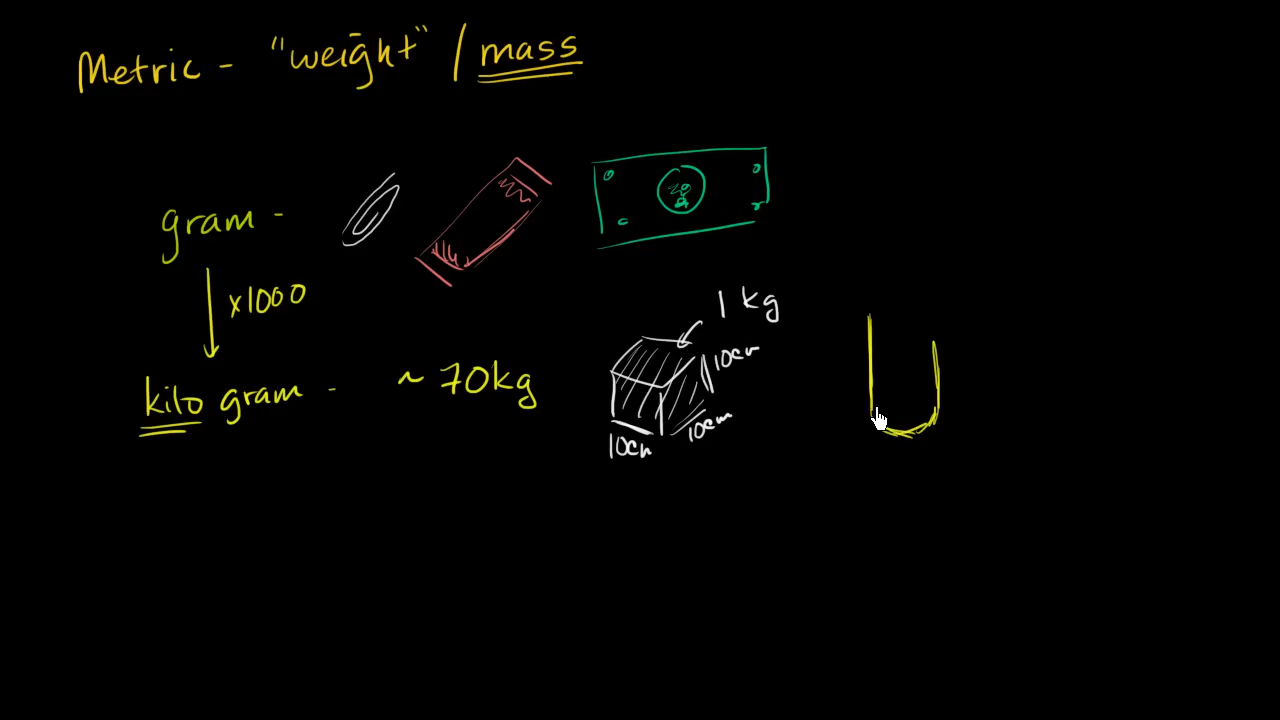 Metric - "weight" / mass
gram -
x1000
1 kg
10cm
kilo gram - ~ 70kg
10cm
10cm